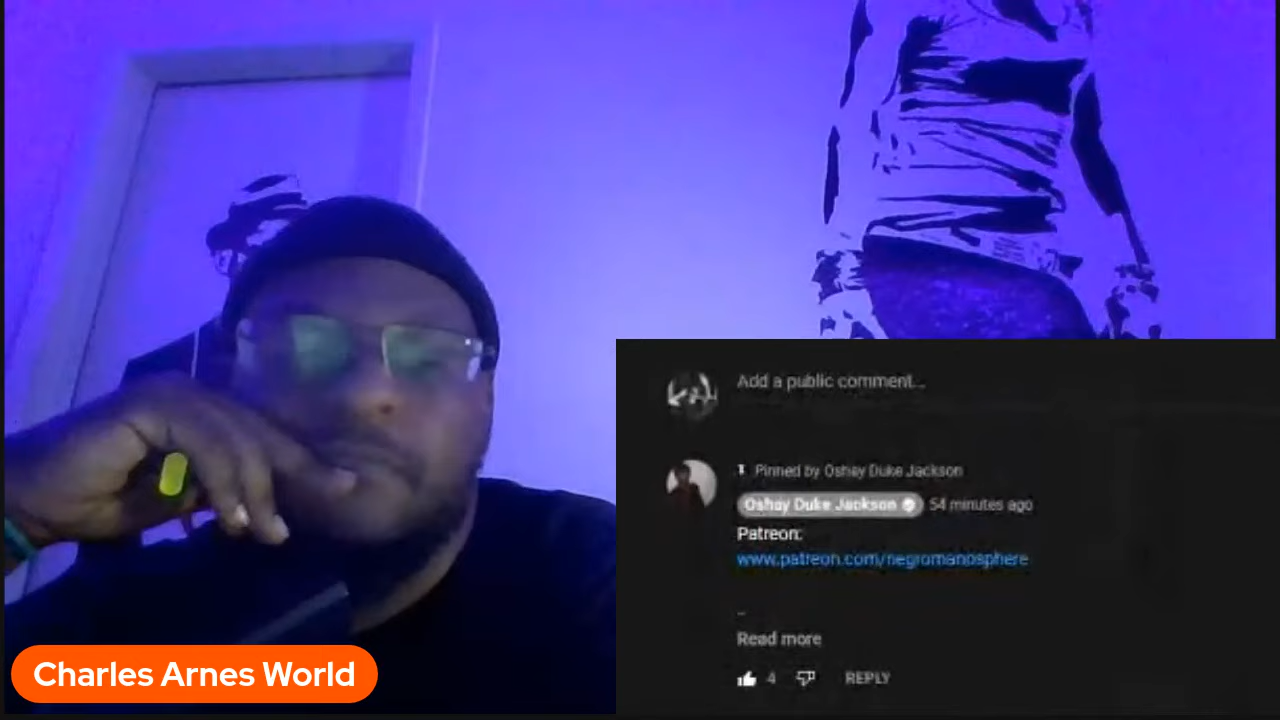 Add a public comment...
Pinned by Oshay Duke Jackson
Oshay Duke Jackson 54 minutes ago
Patreon:
www.patreon.com/negromanosphere
--
Read more
4 REPLY
Charles Arnes World